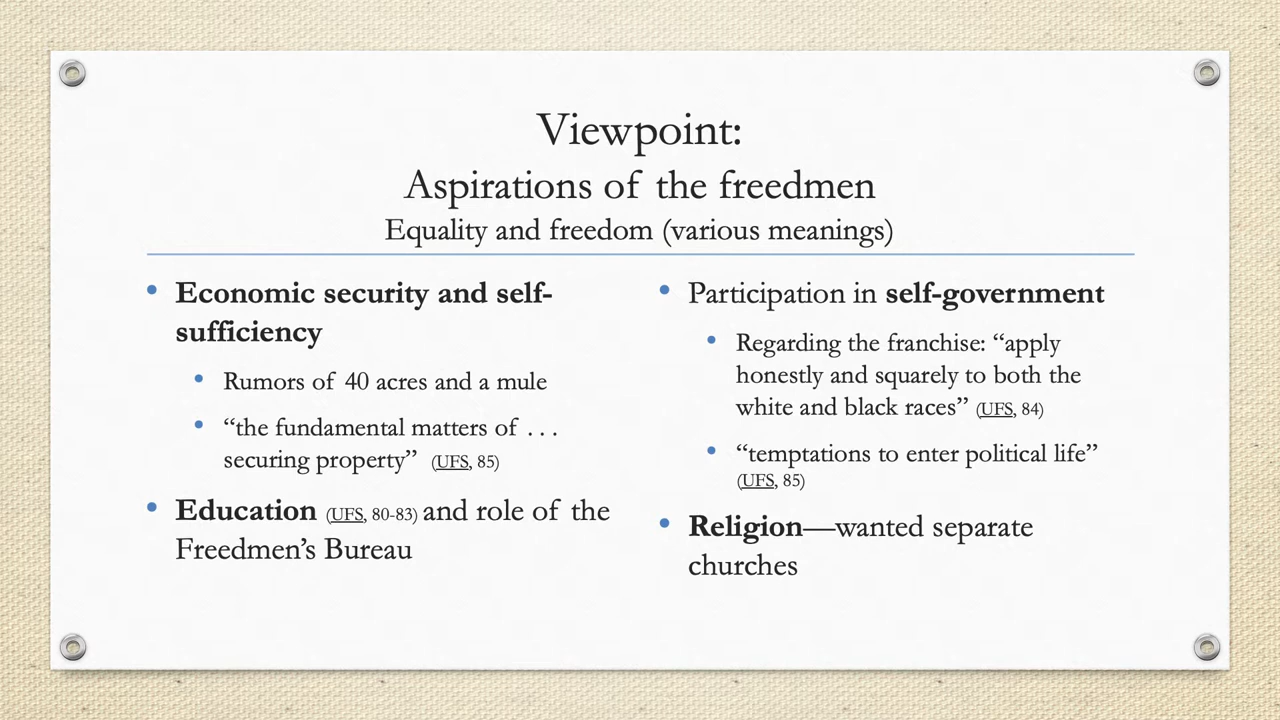 Viewpoint:
Aspirations of the freedmen
Equality and freedom (various meanings)
• Economic security and self-
sufficiency
• Rumors of 40 acres and a mule
• “the fundamental matters of . . .
securing property” (UFS, 85)
• Education (UFS, 80-83) and role of the
Freedmen’s Bureau
• Participation in self-government
• Regarding the franchise: “apply
honestly and squarely to both the
white and black races” (UFS, 84)
• “temptations to enter political life”
(UFS, 85)
• Religion—wanted separate
churches